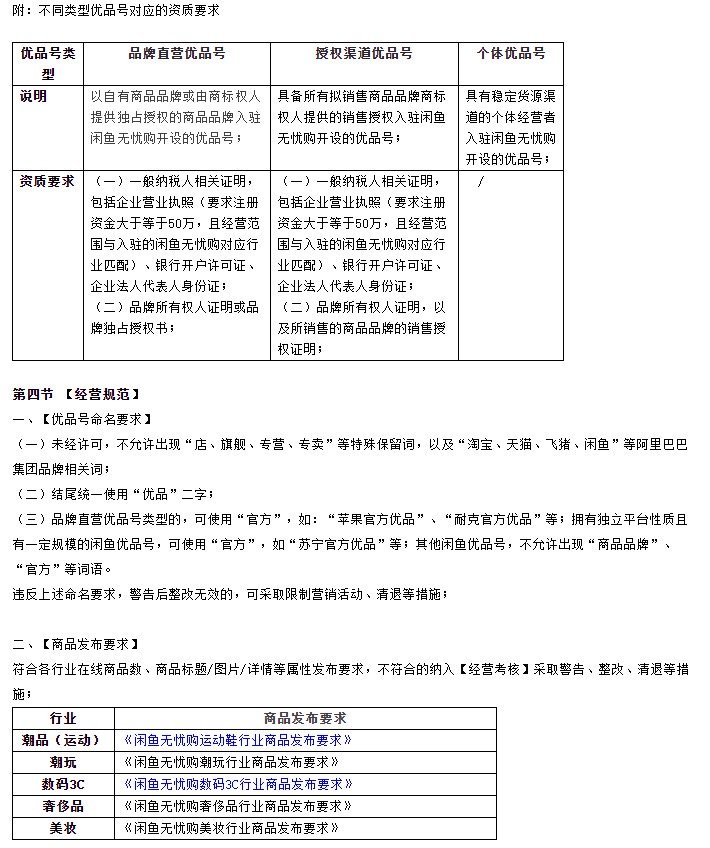 附：不同类型优品号对应的资质要求
优品号类
型
品牌直营优品号
授权渠道优品号
个体优品号
说明
以自有商品品牌或由商标权人
提供独占授权的商品品牌入驻
闲鱼无忧购开设的优品号；
具备所有拟销售商品品牌商标
权人提供的销售授权入驻闲鱼
无忧购开设的优品号；
具有稳定货源渠
道的个体经营者
入驻闲鱼无忧购
开设的优品号；
资质要求
（一）一般纳税人相关证明，
包括企业营业执照（要求注册
资金大于等于50万，且经营范
围与入驻的闲鱼无忧购对应行
业匹配）、银行开户许可证、
企业法人代表人身份证；
（二）品牌所有权人证明或品
牌独占授权书；
（一）一般纳税人相关证明，
包括企业营业执照（要求注册
资金大于等于50万，且经营范
围与入驻的闲鱼无忧购对应行
业匹配）、银行开户许可证、
企业法人代表人身份证；
（二）品牌所有权人证明，以
及所销售的商品品牌的销售授
权证明；
/
第四节 【经营规范】
一、【优品号命名要求】
（一）未经许可，不允许出现“店、旗舰、专营、专卖”等特殊保留词，以及“淘宝、天猫、飞猪、闲鱼”等阿里巴巴
集团品牌相关词；
（二）结尾统一使用“优品”二字；
（三）品牌直营优品号类型的，可使用“官方”，如：“苹果官方优品”、“耐克官方优品”等；拥有独立平台性质且
有一定规模的闲鱼优品号，可使用“官方”，如“苏宁官方优品”等；其他闲鱼优品号，不允许出现“商品品牌”、
“官方”等词语。
违反上述命名要求，警告后整改无效的，可采取限制营销活动、清退等措施；
二、【商品发布要求】
符合各行业在线商品数、商品标题/图片/详情等属性发布要求，不符合的纳入【经营考核】采取警告、整改、清退等措
施；
行业
商品发布要求
潮品（运动）
《闲鱼无忧购运动鞋行业商品发布要求》
潮玩
《闲鱼无忧购潮玩行业商品发布要求》
数码3C
《闲鱼无忧购数码3C行业商品发布要求》
奢侈品
《闲鱼无忧购奢侈品行业商品发布要求》
美妆
《闲鱼无忧购美妆行业商品发布要求》